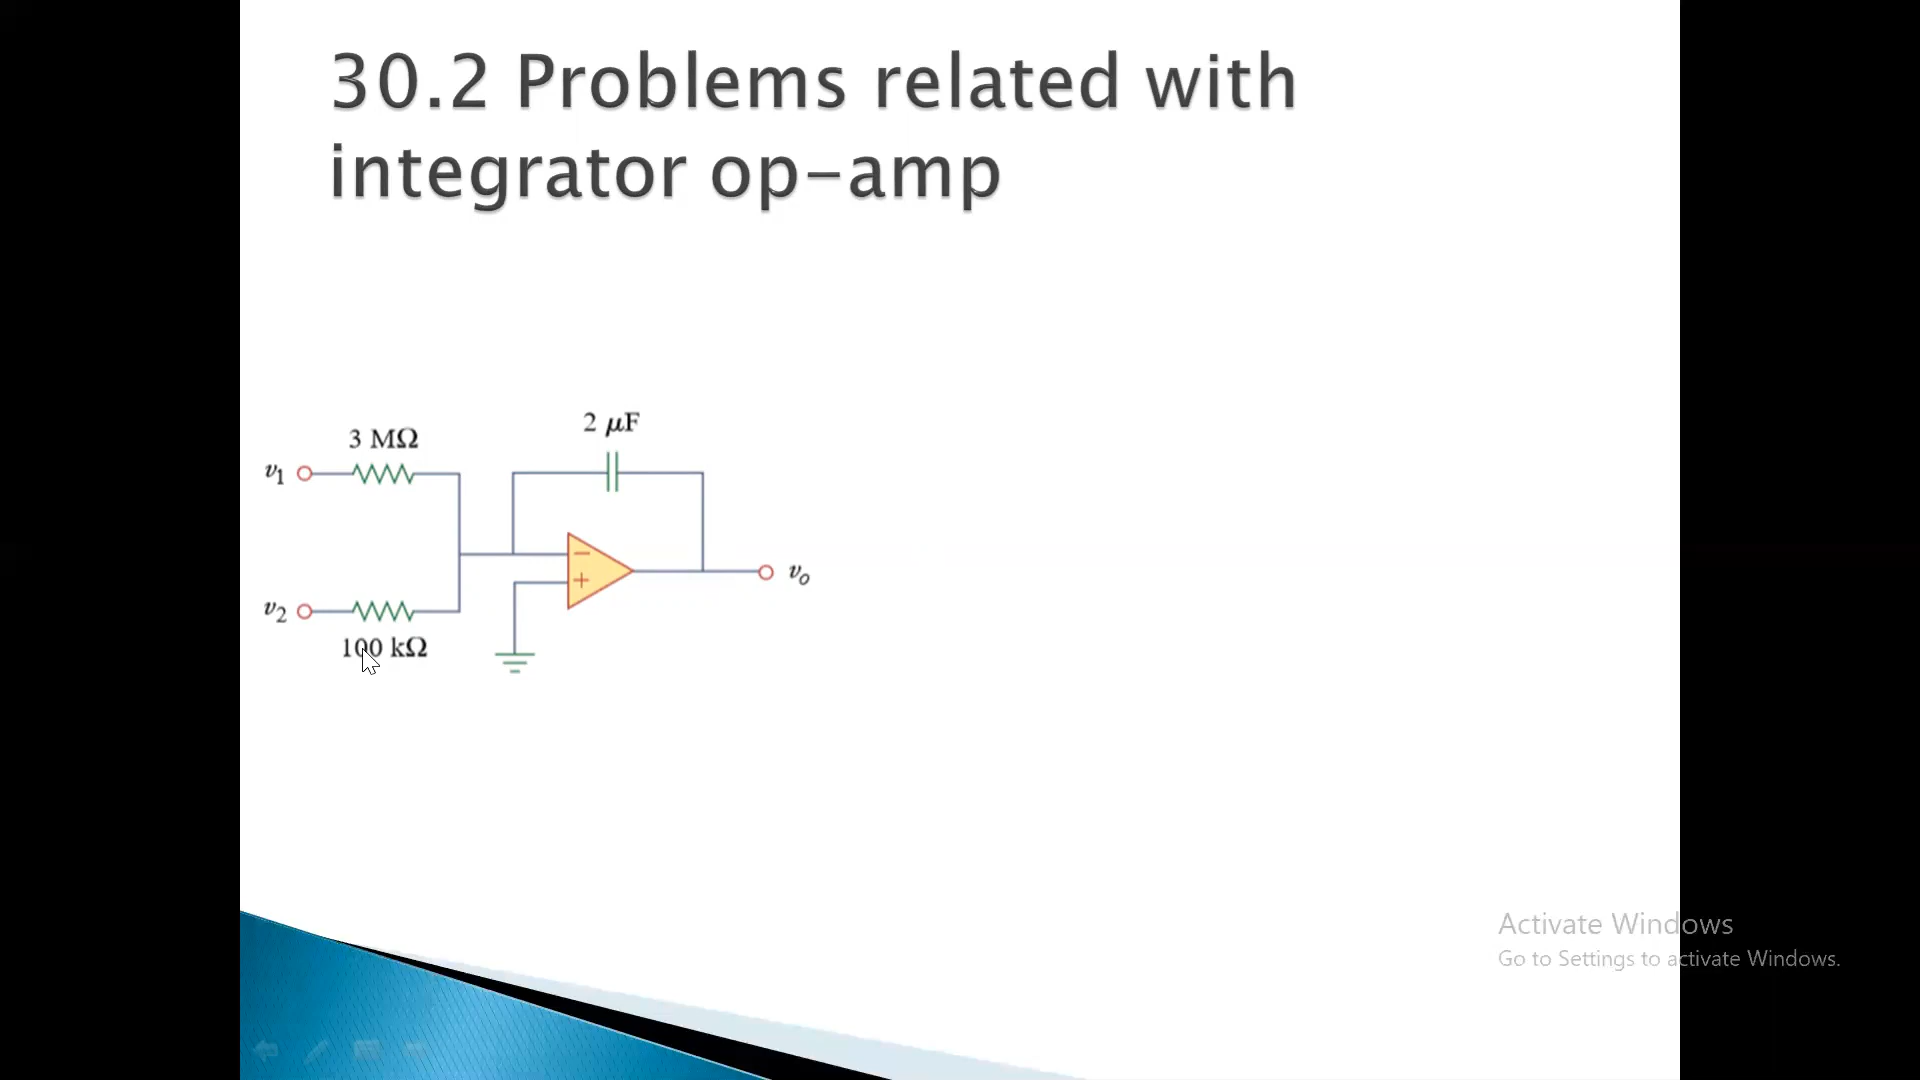 30.2 Problems related with
integrator op-amp
2 μF
3 MΩ
v1
−
+
vo
v2
100 kΩ
Activate Windows
Go to Settings to activate Windows.